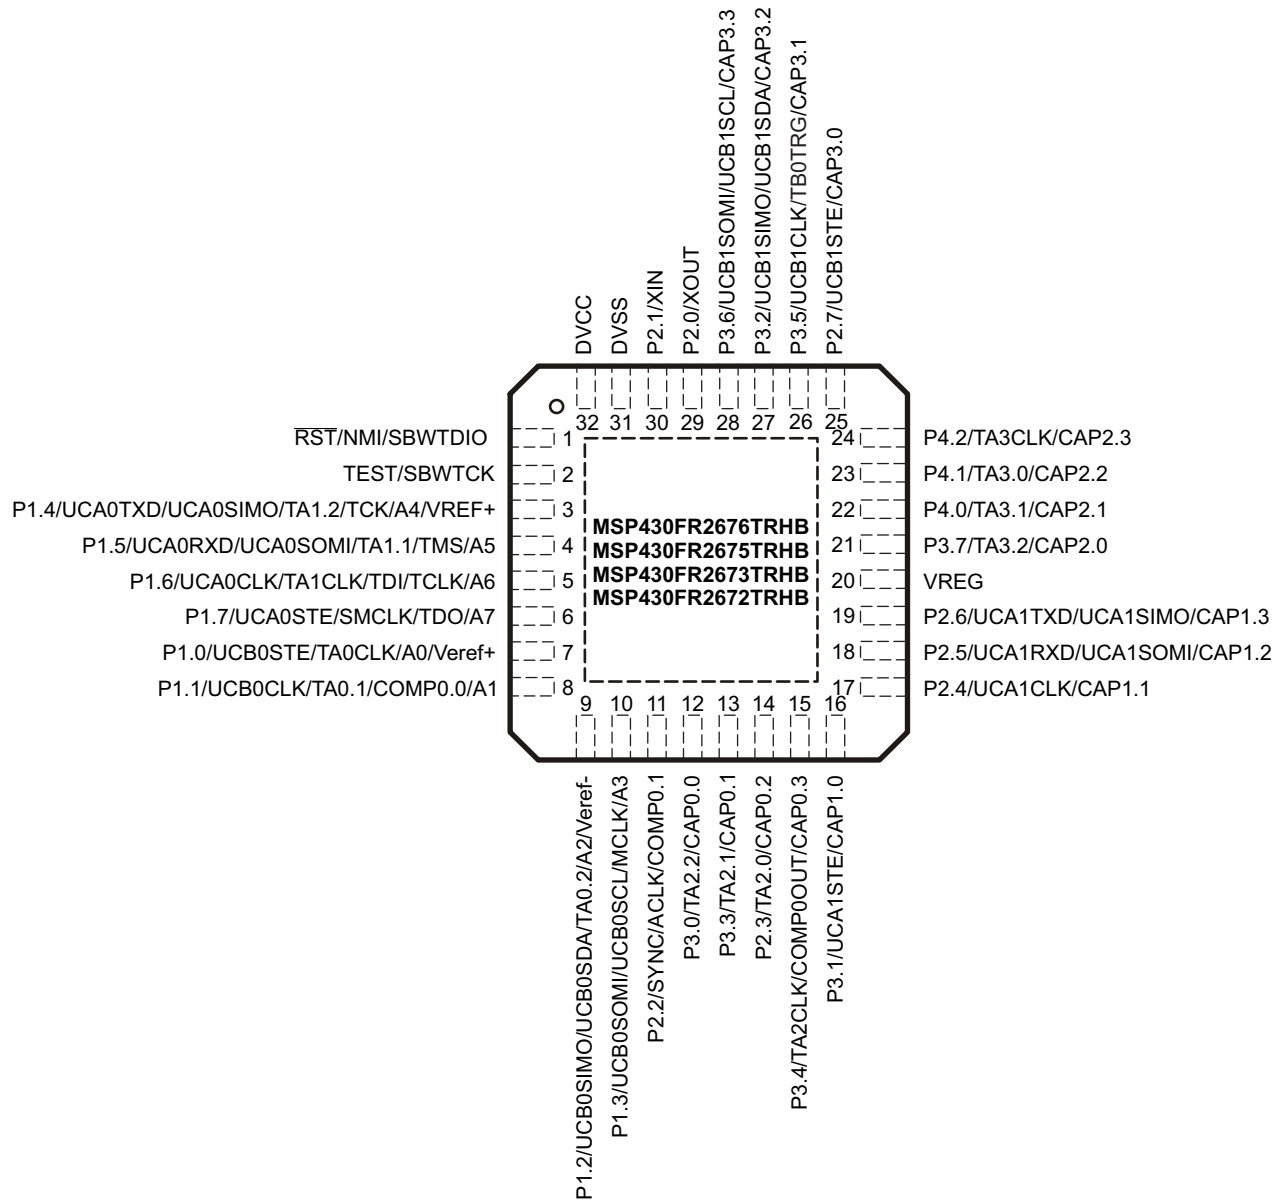 P3.6/UCB1SOMI/UCB1SCL/CAP3.3
P3.2/UCB1SIMO/UCB1SDA/CAP3.2
P3.5/UCB1CLK/TB0TRG/CAP3.1
P2.7/UCB1STE/CAP3.0
DVCC
DVSS
P2.1/XIN
P2.0/XOUT
32 31 30 29 28 27 26 25
RST/NMI/SBWTDIO 1
TEST/SBWTCK 2
P1.4/UCA0TXD/UCA0SIMO/TA1.2/TCK/A4/VREF+ 3
P1.5/UCA0RXD/UCA0SOMI/TA1.1/TMS/A5 4
P1.6/UCA0CLK/TA1CLK/TDI/TCLK/A6 5
P1.7/UCA0STE/SMCLK/TDO/A7 6
P1.0/UCB0STE/TA0CLK/A0/Veref+ 7
P1.1/UCB0CLK/TA0.1/COMP0.0/A1 8
MSP430FR2676TRHB
MSP430FR2675TRHB
MSP430FR2673TRHB
MSP430FR2672TRHB
24 P4.2/TA3CLK/CAP2.3
23 P4.1/TA3.0/CAP2.2
22 P4.0/TA3.1/CAP2.1
21 P3.7/TA3.2/CAP2.0
20 VREG
19 P2.6/UCA1TXD/UCA1SIMO/CAP1.3
18 P2.5/UCA1RXD/UCA1SOMI/CAP1.2
17 P2.4/UCA1CLK/CAP1.1
9 10 11 12 13 14 15 16
P1.2/UCB0SIMO/UCB0SDA/TA0.2/A2/Veref-
P1.3/UCB0SOMI/UCB0SCL/MCLK/A3
P2.2/SYNC/ACLK/COMP0.1
P3.0/TA2.2/CAP0.0
P3.3/TA2.1/CAP0.1
P2.3/TA2.0/CAP0.2
P3.4/TA2CLK/COMP0OUT/CAP0.3
P3.1/UCA1STE/CAP1.0